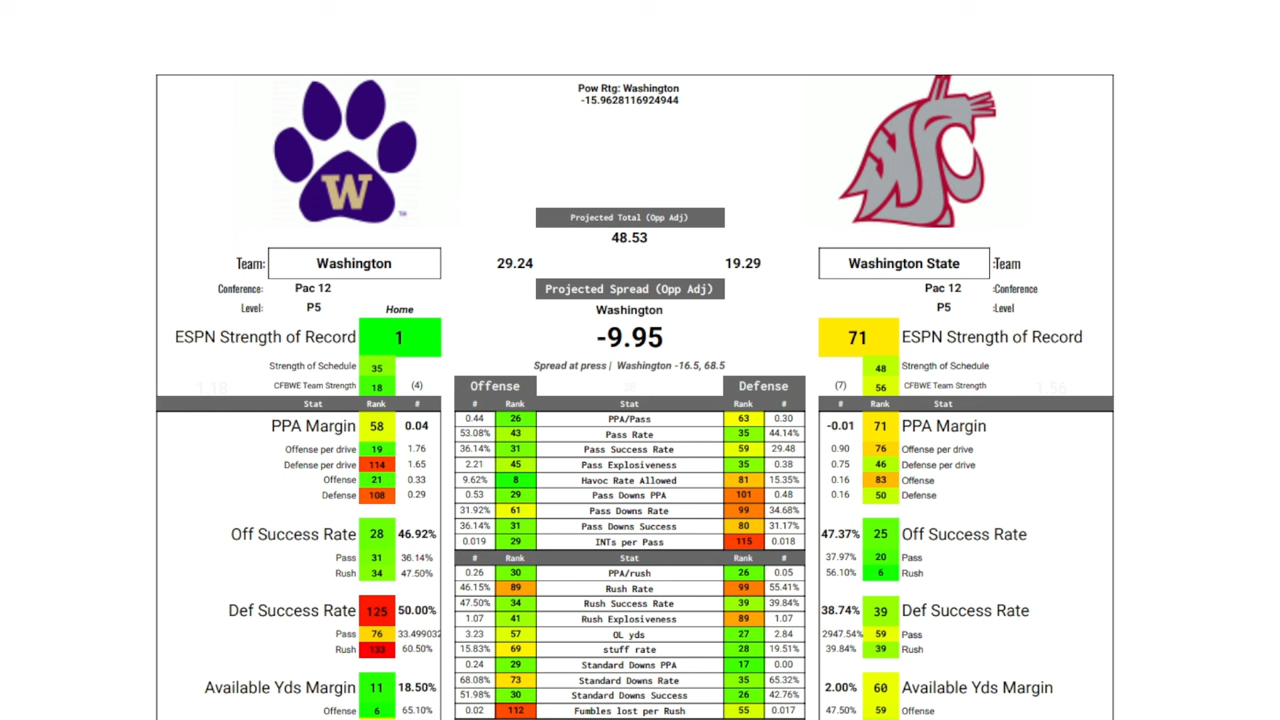 Pow Rtg: Washington
-15.9628116924944
W
TM
Projected Total (Opp Adj)
48.53
Team: Washington 29.24 19.29 Washington State :Team
Conference: Pac 12 Projected Spread (Opp Adj) Pac 12 :Conference
Level: P5 Home Washington P5 :Level
ESPN Strength of Record 1 -9.95 71 ESPN Strength of Record
Strength of Schedule 35 Spread at press | Washington -16.5, 68.5 48 Strength of Schedule
1.18 CFBWE Team Strength 18 (4) Offense 28 Defense (7) 56 CFBWE Team Strength 1.56
Stat Rank # # Rank Stat Rank # # Rank Stat
PPA Margin 58 0.04 0.44 26 PPA/Pass 63 0.30 -0.01 71 PPA Margin
53.08% 43 Pass Rate 35 44.14%
Offense per drive 19 1.76 36.14% 31 Pass Success Rate 59 29.48 0.90 76 Offense per drive
Defense per drive 114 1.65 2.21 45 Pass Explosiveness 35 0.38 0.75 46 Defense per drive
Offense 21 0.33 9.62% 8 Havoc Rate Allowed 81 15.35% 0.16 83 Offense
Defense 108 0.29 0.53 29 Pass Downs PPA 101 0.48 0.16 50 Defense
31.92% 61 Pass Downs Rate 99 34.68%
Off Success Rate 28 46.92% 36.14% 31 Pass Downs Success 80 31.17% 47.37% 25 Off Success Rate
0.019 29 INTs per Pass 115 0.018
Pass 31 36.14% # Rank Stat Rank # 37.97% 20 Pass
Rush 34 47.50% 0.26 30 PPA/rush 26 0.05 56.10% 6 Rush
46.15% 89 Rush Rate 99 55.41%
Def Success Rate 125 50.00% 47.50% 34 Rush Success Rate 39 39.84% 38.74% 39 Def Success Rate
1.07 41 Rush Explosiveness 89 1.07
Pass 76 33.499032 3.23 57 OL yds 27 2.84 2947.54% 59 Pass
Rush 133 60.50% 15.83% 69 stuff rate 28 19.51% 39.84% 39 Rush
0.24 29 Standard Downs PPA 17 0.00
Available Yds Margin 11 18.50% 68.08% 73 Standard Downs Rate 35 65.32% 2.00% 60 Available Yds Margin
51.98% 30 Standard Downs Success 26 42.76%
Offense 6 65.10% 0.02 112 Fumbles lost per Rush 55 0.017 47.50% 59 Offense